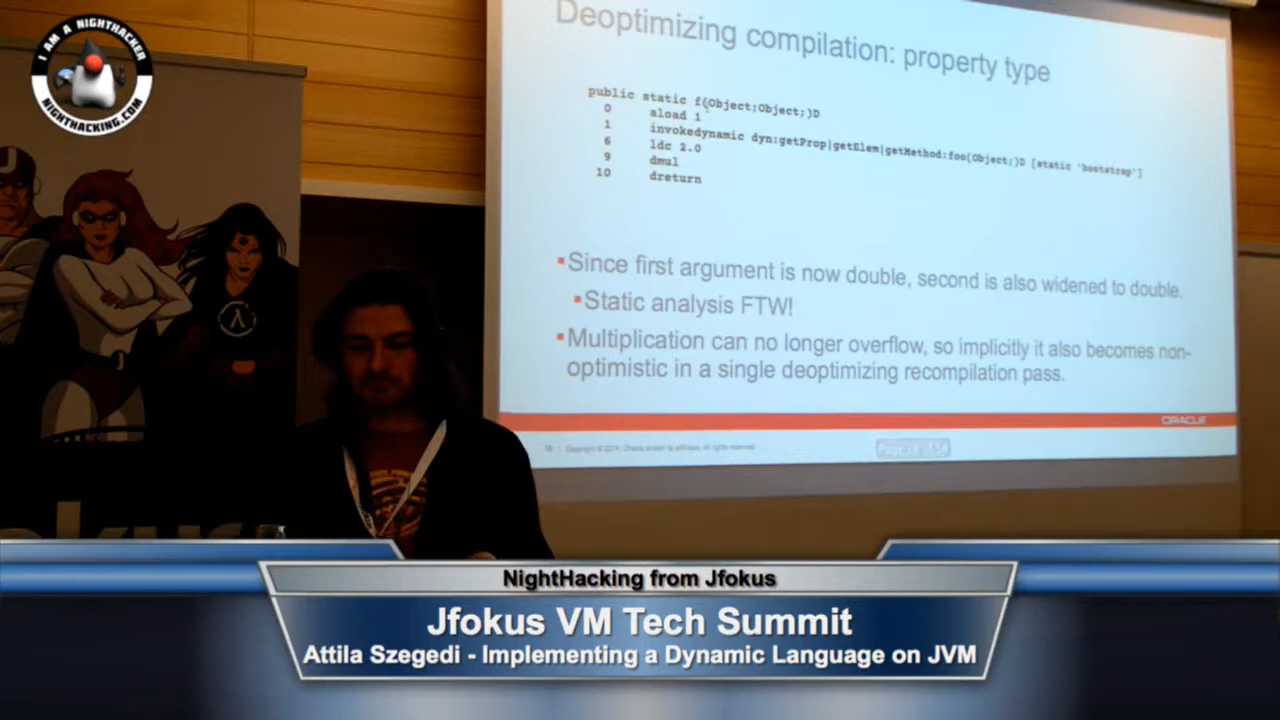 I AM A NIGHTHACKER
NIGHTHACKING.COM
Deoptimizing compilation: property type
public static f(Object;Object;)D
0 aload 1
1 invokedynamic dyn:getProp|getElem|getMethod:foo(Object;)D [static 'bootstrap']
6 ldc 2.0
9 dmul
10 dreturn
▪Since first argument is now double, second is also widened to double.
▪Static analysis FTW!
▪Multiplication can no longer overflow, so implicitly it also becomes non-
optimistic in a single deoptimizing recompilation pass.
ORACLE
NightHacking from Jfokus
Jfokus VM Tech Summit
Attila Szegedi - Implementing a Dynamic Language on JVM